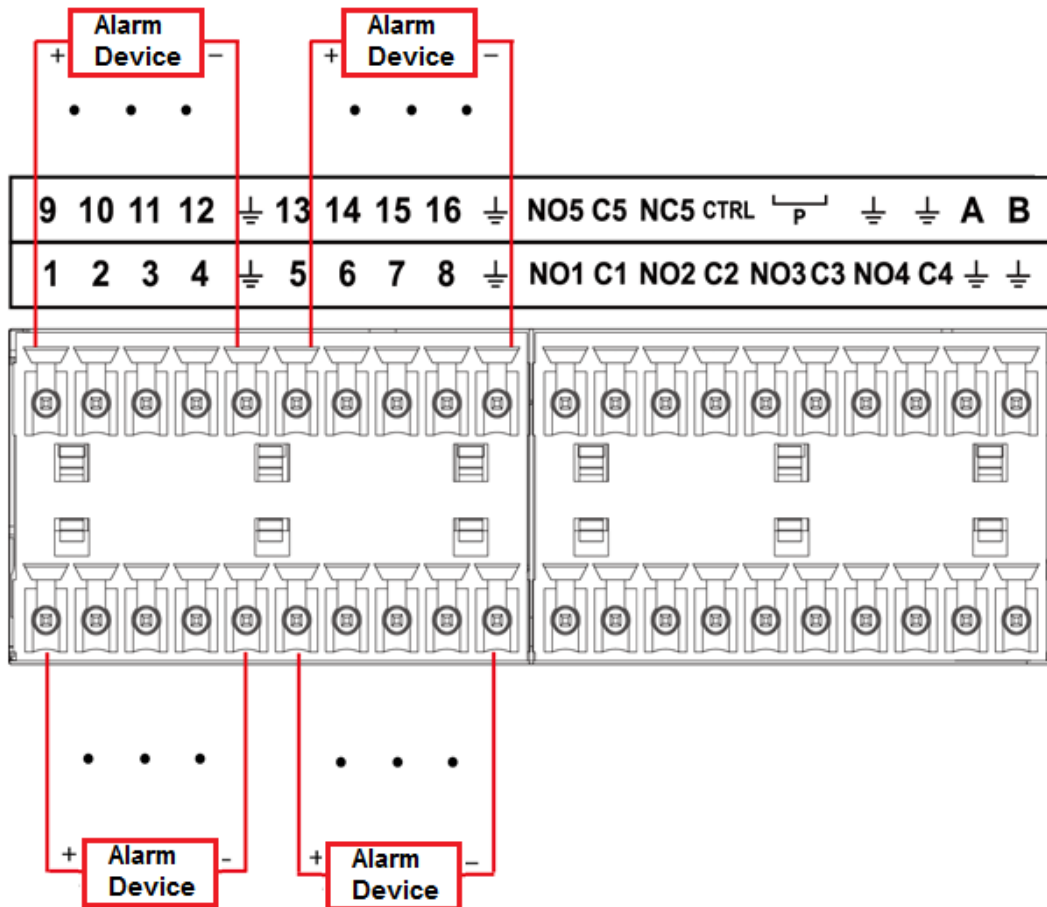 Alarm
Device
+ −
Alarm
Device
+ −
9 10 11 12 ⏚ 13 14 15 16 ⏚ NO5 C5 NC5 CTRL P ⏚ ⏚ A B
1 2 3 4 ⏚ 5 6 7 8 ⏚ NO1 C1 NO2 C2 NO3 C3 NO4 C4 ⏚ ⏚
+ -
Alarm
Device
+ −
Alarm
Device